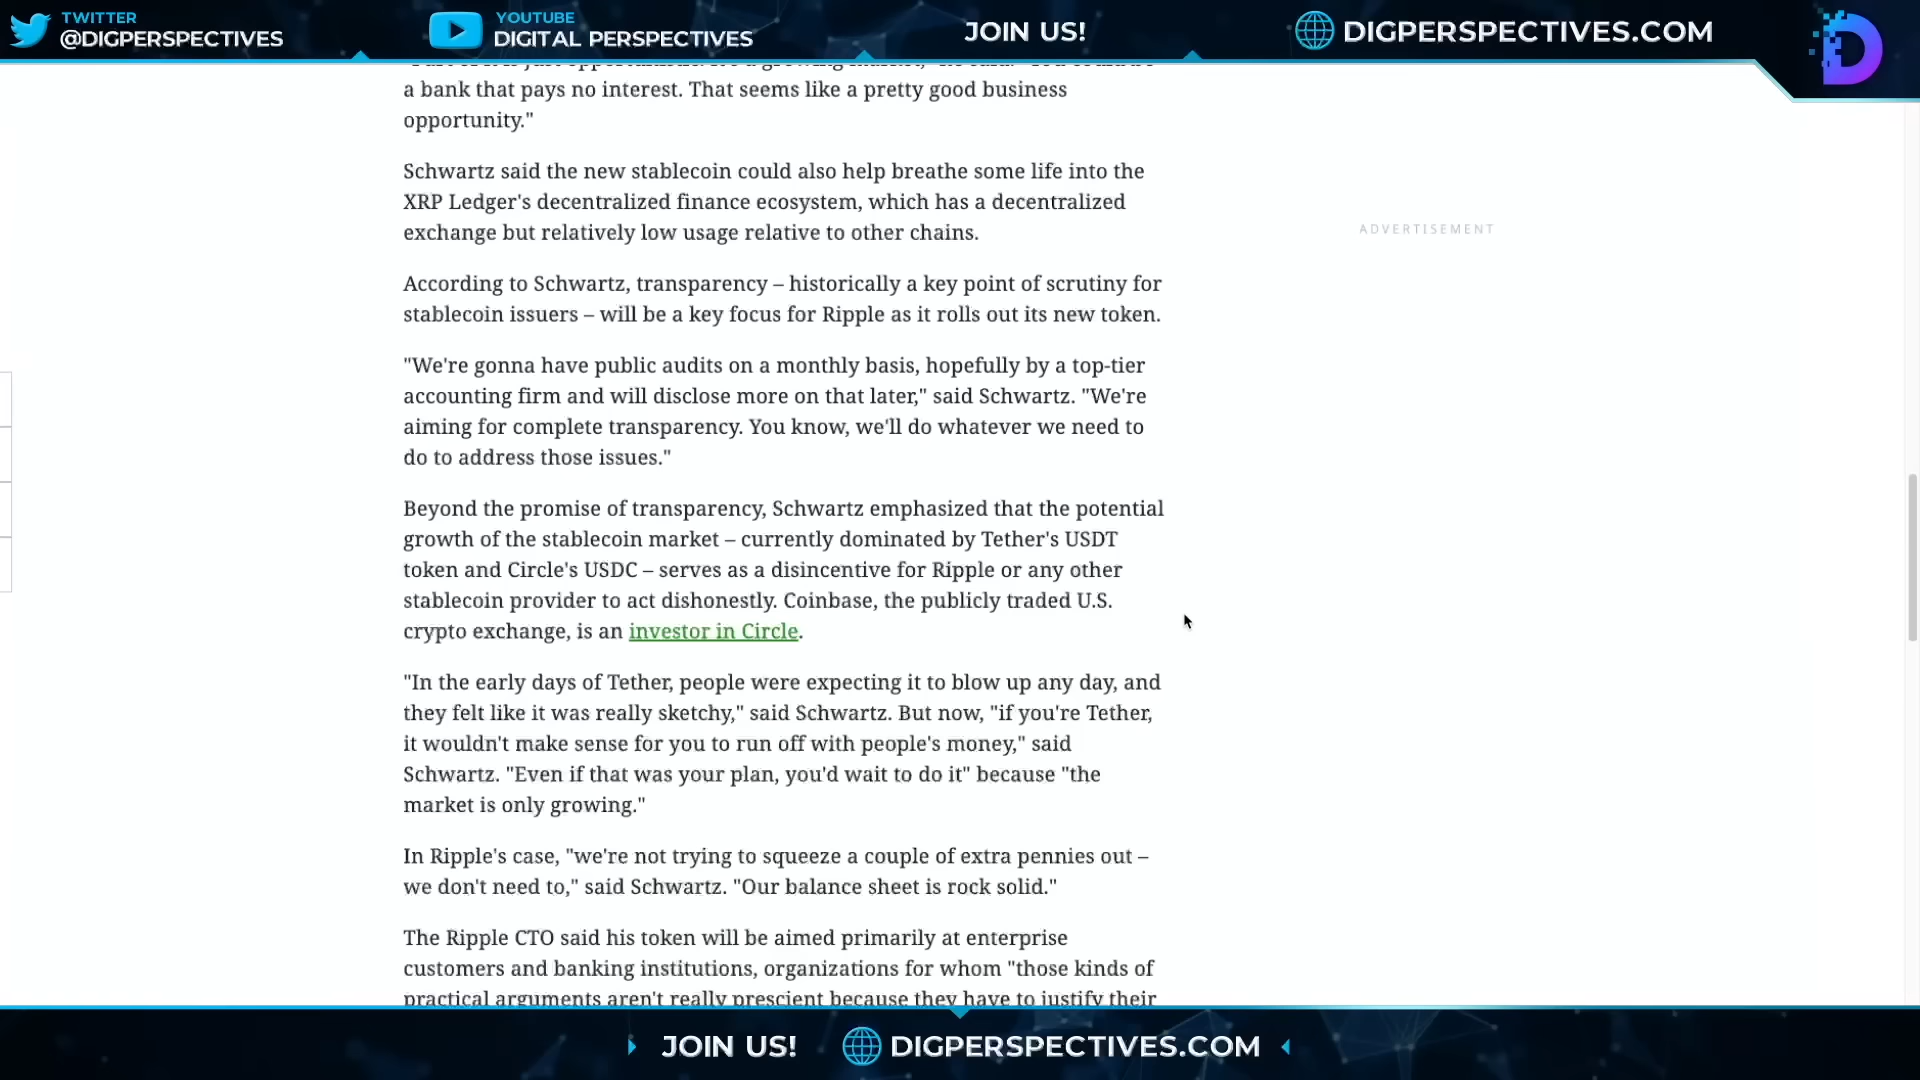 TWITTER
@DIGPERSPECTIVES
YOUTUBE
DIGITAL PERSPECTIVES
JOIN US!
DIGPERSPECTIVES.COM
a bank that pays no interest. That seems like a pretty good business
opportunity."
Schwartz said the new stablecoin could also help breathe some life into the
XRP Ledger's decentralized finance ecosystem, which has a decentralized
exchange but relatively low usage relative to other chains.
ADVERTISEMENT
According to Schwartz, transparency – historically a key point of scrutiny for
stablecoin issuers – will be a key focus for Ripple as it rolls out its new token.
"We're gonna have public audits on a monthly basis, hopefully by a top-tier
accounting firm and will disclose more on that later," said Schwartz. "We're
aiming for complete transparency. You know, we'll do whatever we need to
do to address those issues."
Beyond the promise of transparency, Schwartz emphasized that the potential
growth of the stablecoin market – currently dominated by Tether's USDT
token and Circle's USDC – serves as a disincentive for Ripple or any other
stablecoin provider to act dishonestly. Coinbase, the publicly traded U.S.
crypto exchange, is an investor in Circle.
"In the early days of Tether, people were expecting it to blow up any day, and
they felt like it was really sketchy," said Schwartz. But now, "if you're Tether,
it wouldn't make sense for you to run off with people's money," said
Schwartz. "Even if that was your plan, you'd wait to do it" because "the
market is only growing."
In Ripple's case, "we're not trying to squeeze a couple of extra pennies out –
we don't need to," said Schwartz. "Our balance sheet is rock solid."
The Ripple CTO said his token will be aimed primarily at enterprise
customers and banking institutions, organizations for whom "those kinds of
practical arguments aren't really prescient because they have to justify their
JOIN US!
DIGPERSPECTIVES.COM